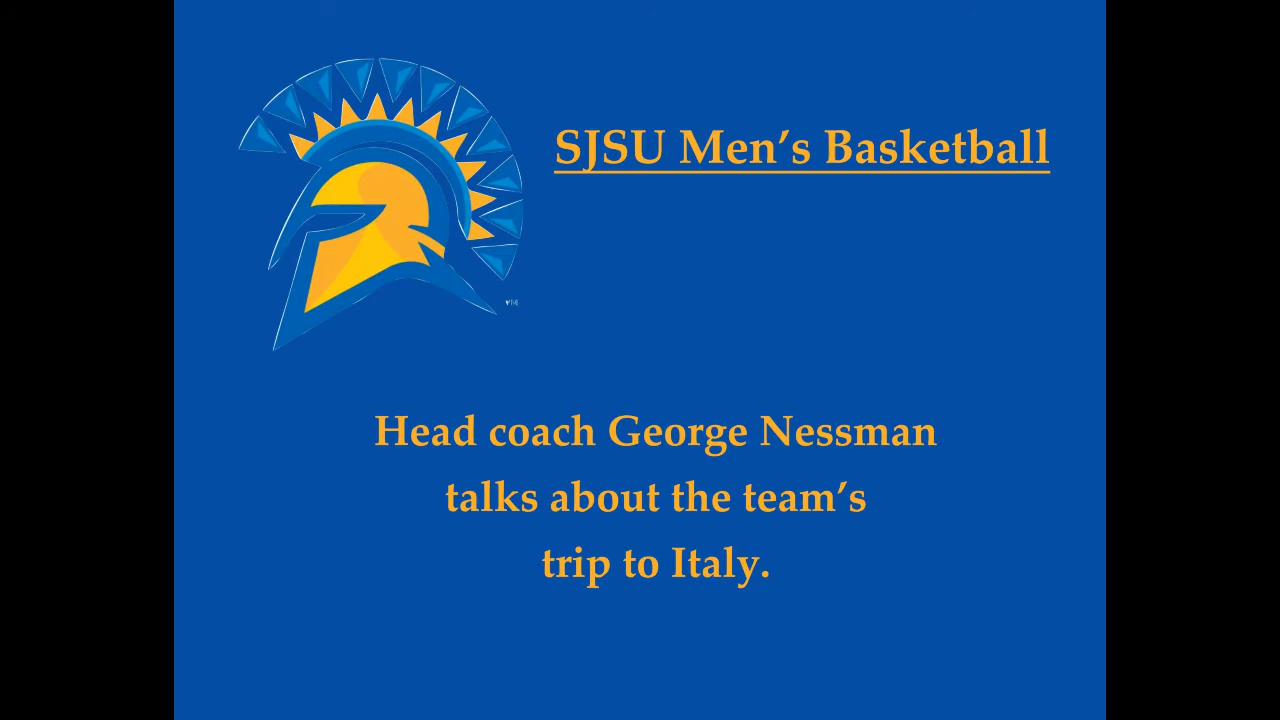 SJSU Men’s Basketball
Head coach George Nessman
talks about the team’s
trip to Italy.